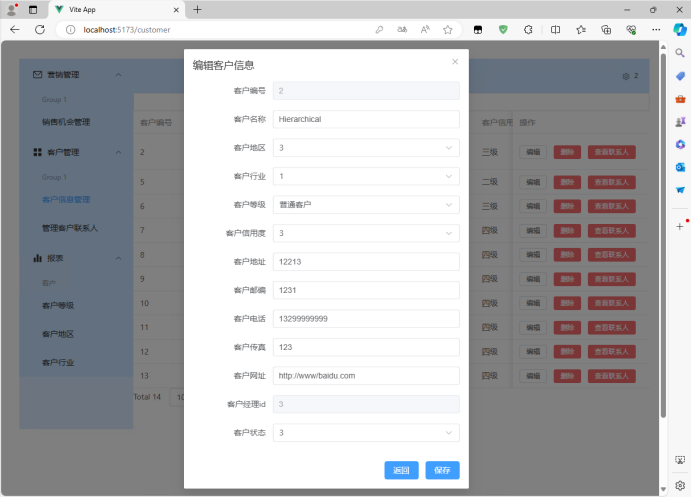 Vite App
localhost:5173/customer
营销管理
Group 1
销售机会管理
客户管理
Group 1
客户信息管理
管理客户联系人
报表
客户
客户等级
客户地区
客户行业
2
客户编号 客户信用 操作
2 三级 编辑 删除 查看联系人
5 二级 编辑 删除 查看联系人
6 三级 编辑 删除 查看联系人
7 四级 编辑 删除 查看联系人
8 四级 编辑 删除 查看联系人
9 四级 编辑 删除 查看联系人
10 四级 编辑 删除 查看联系人
11 四级 编辑 删除 查看联系人
12 四级 编辑 删除 查看联系人
13 四级 编辑 删除 查看联系人
Total 14 10
编辑客户信息
客户编号 2
客户名称 Hierarchical
客户地区 3
客户行业 1
客户等级 普通客户
客户信用度 3
客户地址 12213
客户邮编 1231
客户电话 13299999999
客户传真 123
客户网址 http://www/baidu.com
客户经理id 3
客户状态 3
返回 保存